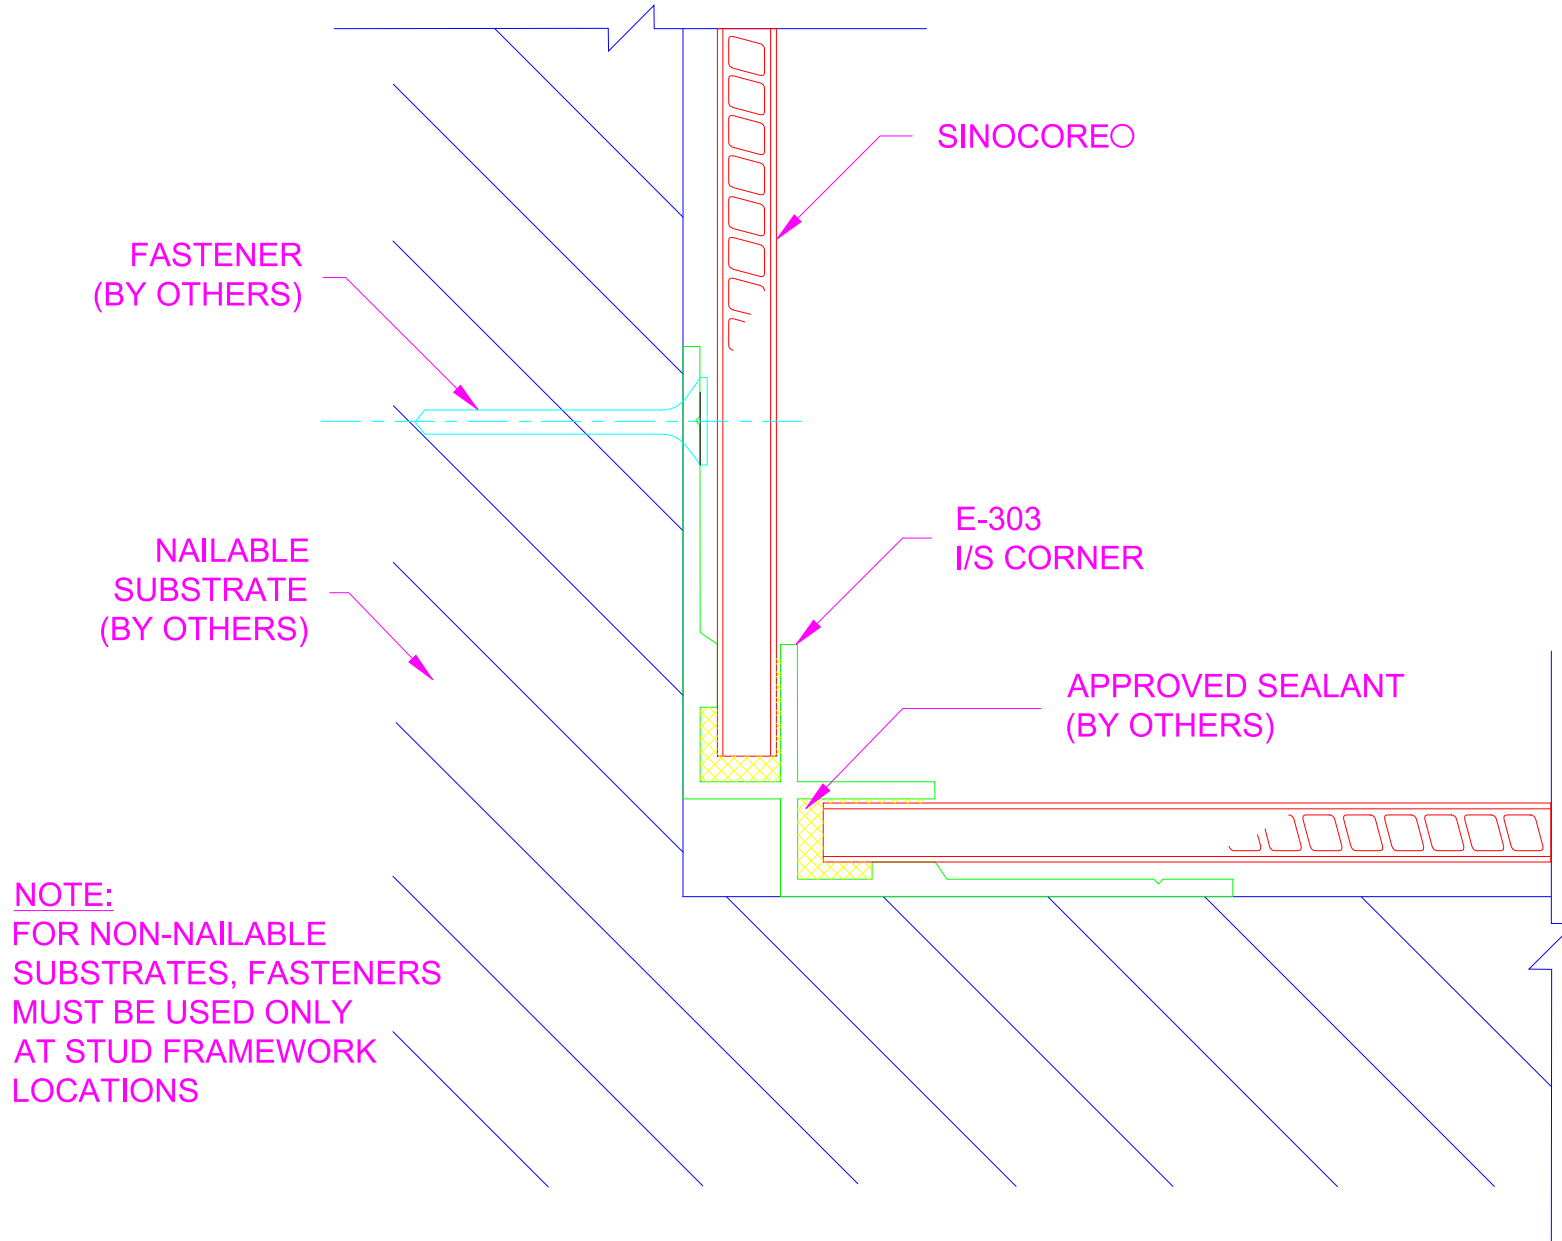 SINOCORE○
FASTENER
(BY OTHERS)
E-303
I/S CORNER
NAILABLE
SUBSTRATE
(BY OTHERS)
APPROVED SEALANT
(BY OTHERS)
NOTE:
FOR NON-NAILABLE
SUBSTRATES, FASTENERS
MUST BE USED ONLY
AT STUD FRAMEWORK
LOCATIONS